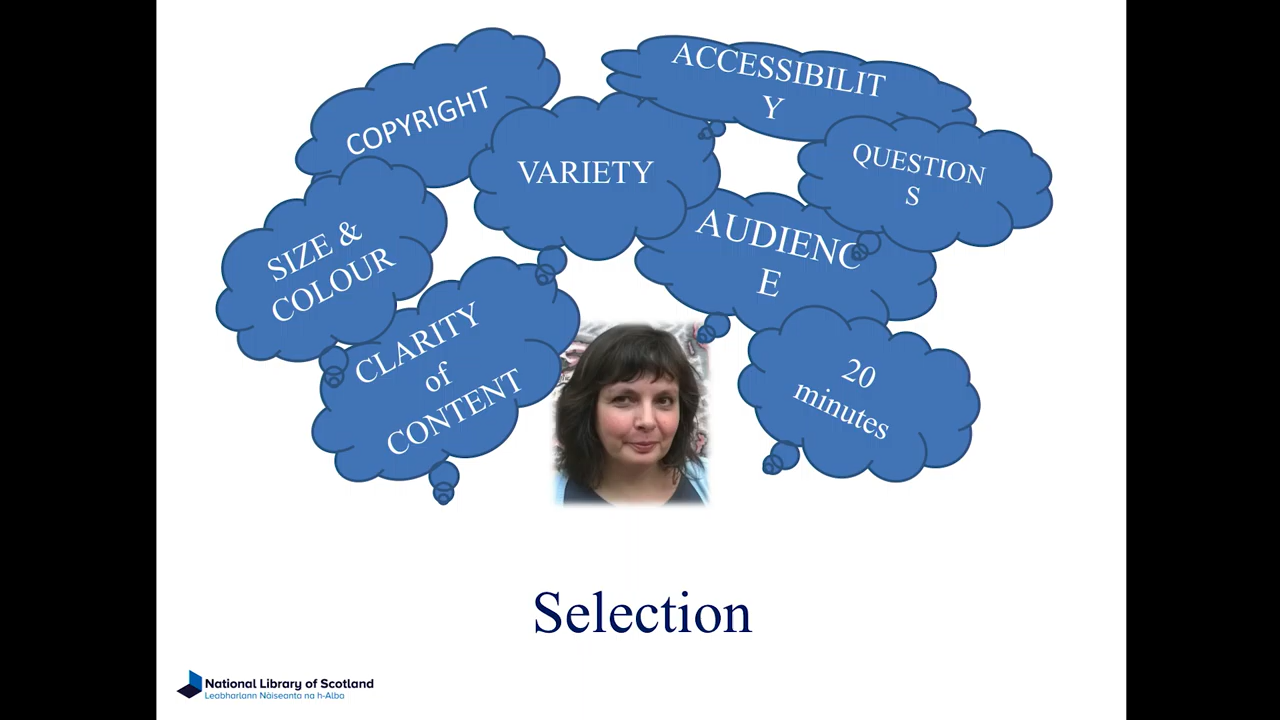 COPYRIGHT
ACCESSIBILIT
Y
VARIETY
QUESTION
S
SIZE &
COLOUR
AUDIENC
E
CLARITY
of
CONTENT
20
minutes
Selection
National Library of Scotland
Leabharlann Nàiseanta na h-Alba